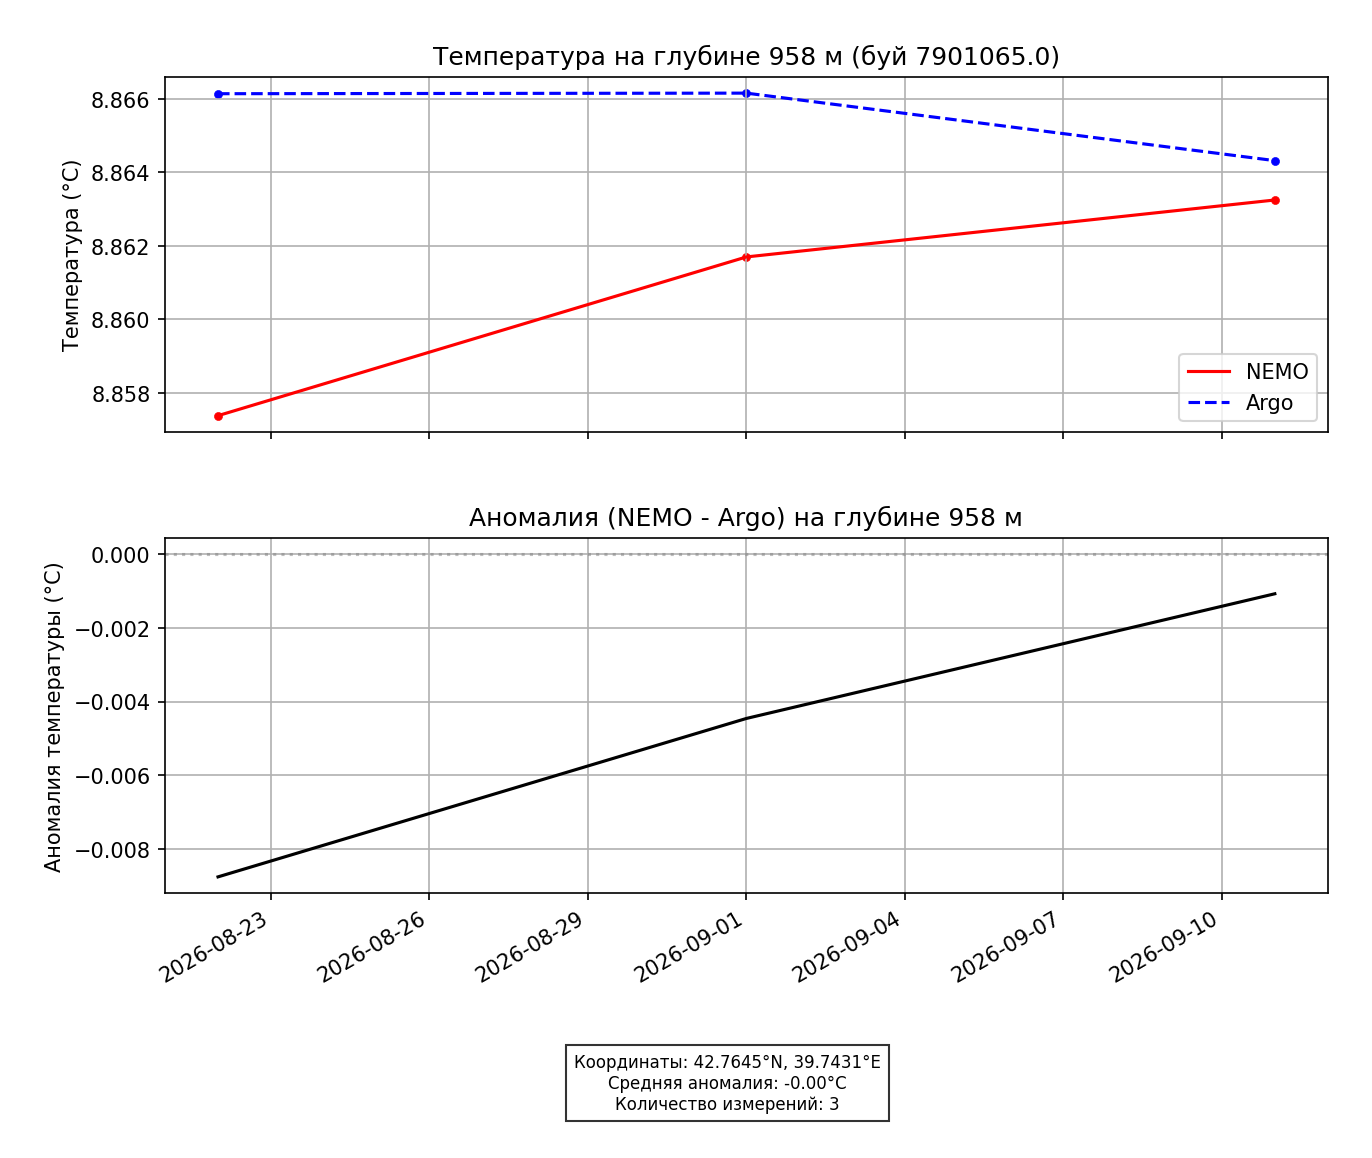 Температура на глубине 958 м (буй 7901065.0)
Температура (°C)
8.866
8.864
8.862
8.860
8.858
NEMO
Argo
Аномалия (NEMO - Argo) на глубине 958 м
Аномалия температуры (°C)
0.000
−0.002
−0.004
−0.006
−0.008
2026-08-23
2026-08-26
2026-08-29
2026-09-01
2026-09-04
2026-09-07
2026-09-10
Координаты: 42.7645°N, 39.7431°E
Средняя аномалия: -0.00°C
Количество измерений: 3